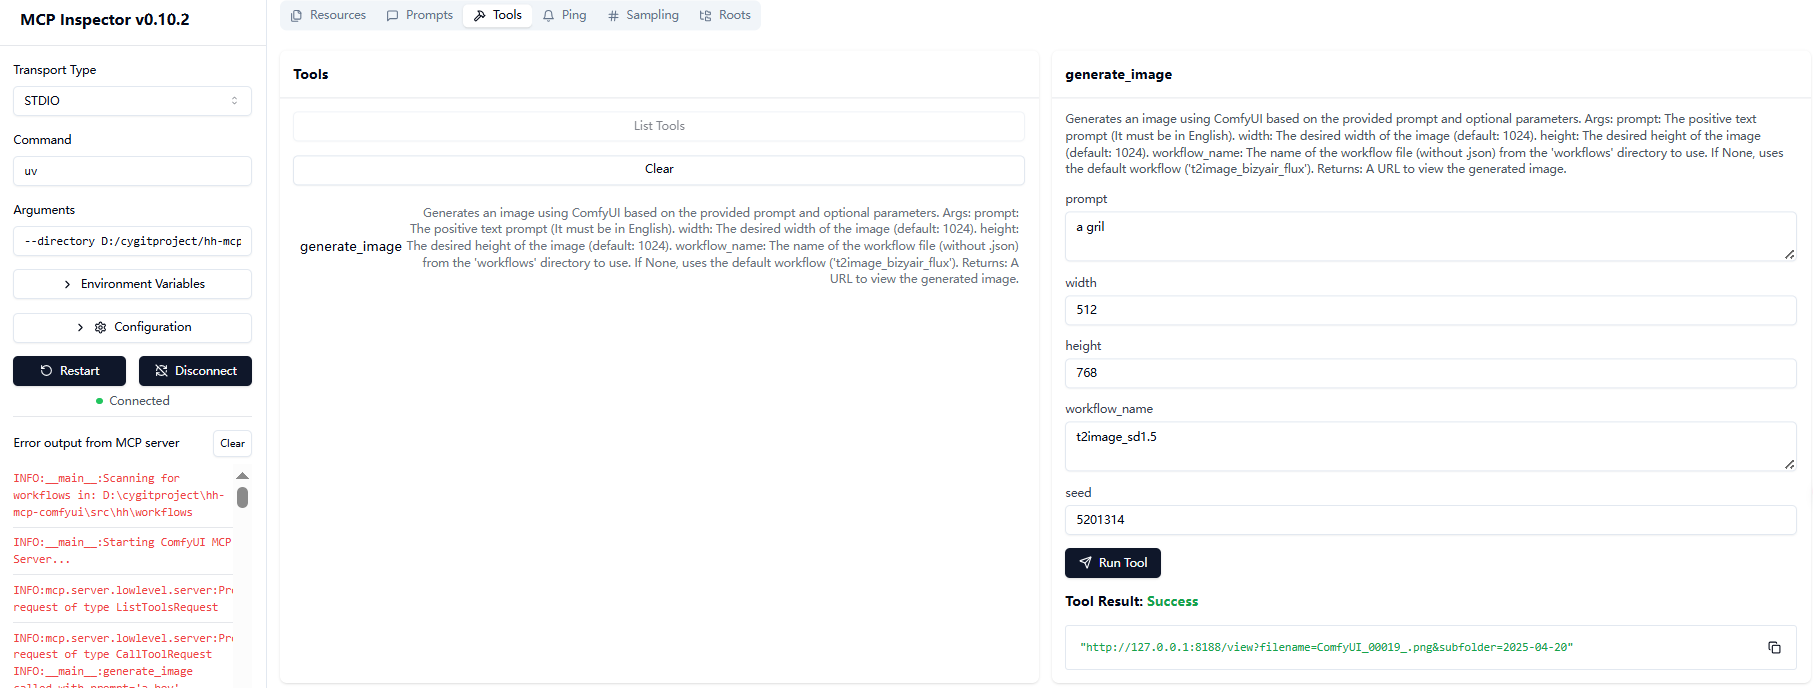 MCP Inspector v0.10.2
Transport Type
STDIO
Command
uv
Arguments
--directory D:/cygitproject/hh-mcp
Environment Variables
Configuration
Restart
Disconnect
Connected
Error output from MCP server
Clear
INFO:__main__:Scanning for
workflows in: D:\cygitproject\hh-
mcp-comfyui\src\hh\workflows
INFO:__main__:Starting ComfyUI MCP
Server...
INFO:mcp.server.lowlevel.server:Pr
request of type ListToolsRequest
INFO:mcp.server.lowlevel.server:Pr
request of type CallToolRequest
INFO:__main__:generate_image
called with prompt='a boy'
Resources
Prompts
Tools
Ping
Sampling
Roots
Tools
List Tools
Clear
generate_image
Generates an image using ComfyUI based on the provided prompt and optional parameters. Args: prompt:
The positive text prompt (It must be in English). width: The desired width of the image (default: 1024). height:
The desired height of the image (default: 1024). workflow_name: The name of the workflow file (without .json)
from the 'workflows' directory to use. If None, uses the default workflow ('t2image_bizyair_flux'). Returns: A
URL to view the generated image.
generate_image
Generates an image using ComfyUI based on the provided prompt and optional parameters. Args: prompt: The positive text
prompt (It must be in English). width: The desired width of the image (default: 1024). height: The desired height of the image
(default: 1024). workflow_name: The name of the workflow file (without .json) from the 'workflows' directory to use. If None, uses
the default workflow ('t2image_bizyair_flux'). Returns: A URL to view the generated image.
prompt
a gril
width
512
height
768
workflow_name
t2image_sd1.5
seed
5201314
Run Tool
Tool Result: Success
"http://127.0.0.1:8188/view?filename=ComfyUI_00019_.png&subfolder=2025-04-20"